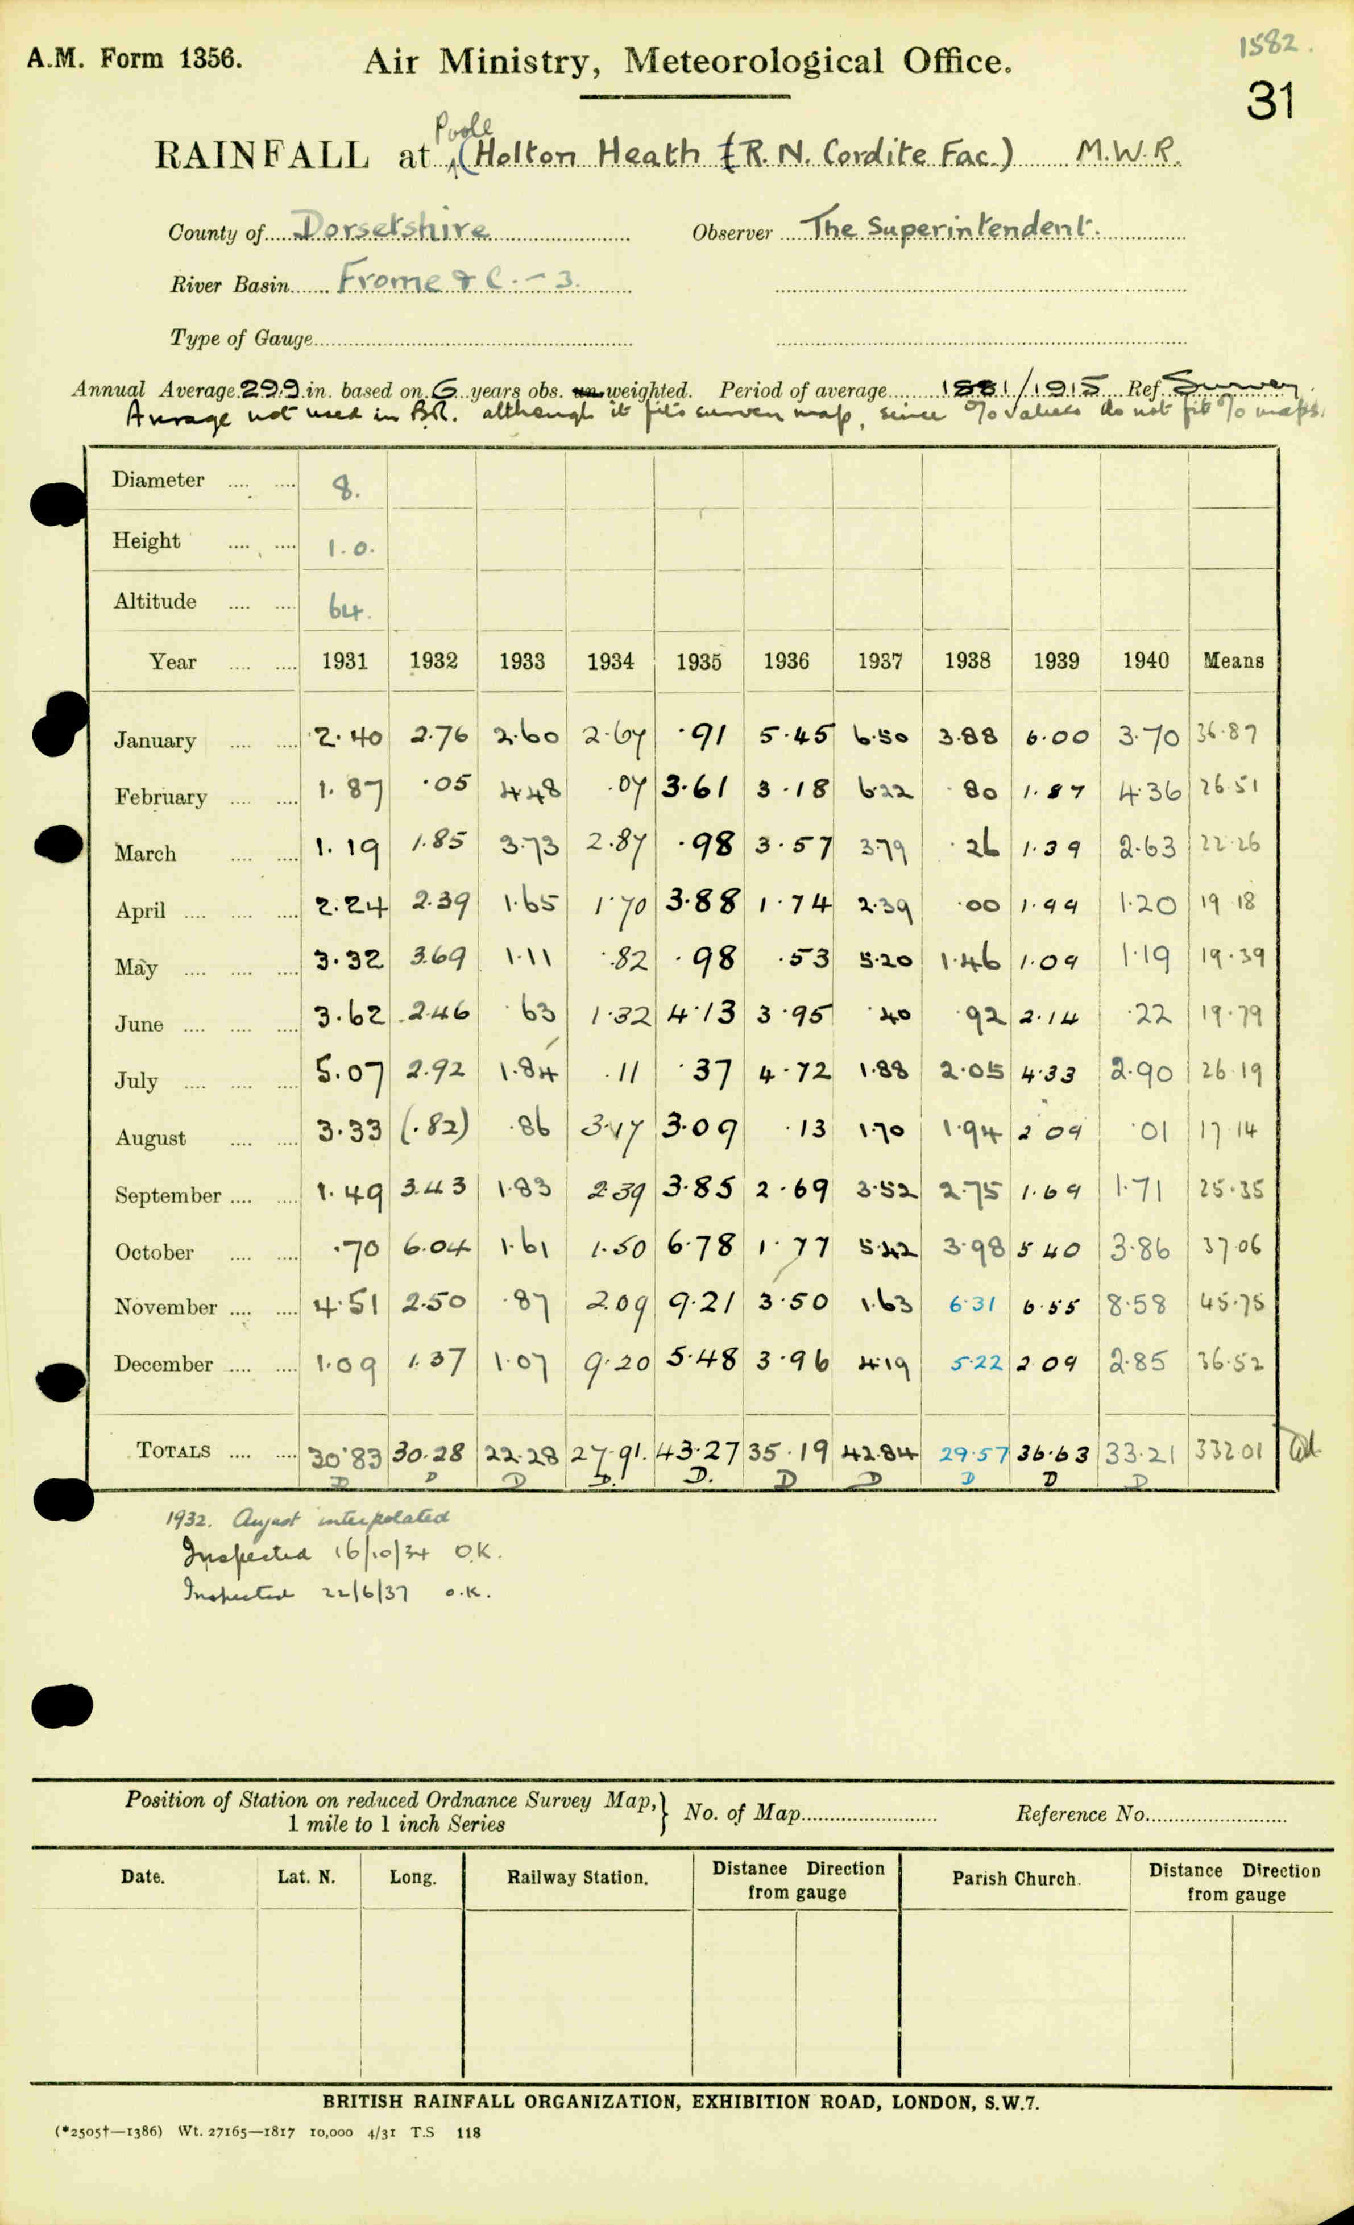 1582.
A.M. Form 1356. Air Ministry, Meteorological Office.
31
Poole
RAINFALL at (Holton Heath (R. N. Cordite Fac.) M.W.R.
County of Dorsetshire Observer The Superintendent.
River Basin Frome & C. - 3.
Type of Gauge
Annual Average 29.9 in. based on 6 years obs. un-weighted. Period of average 1881/1915 Ref. Survey.
Average not used in B.R. although it fits survey map, since % values do not fit % maps.
Diameter .... .... 8.
Height .... .... 1.0.
Altitude .... .... 64.
Year .... .... 1931 1932 1933 1934 1935 1936 1937 1938 1939 1940 Means
January .... .... 2.40 2.76 2.60 2.67 .91 5.45 6.50 3.88 6.00 3.70 36.87
February .... .... 1.87 .05 4.48 .07 3.61 3.18 6.22 .80 1.87 4.36 26.51
March .... .... 1.19 1.85 3.73 2.87 .98 3.57 3.79 .26 1.39 2.63 22.26
April .... .... .... 2.24 2.39 1.65 1.70 3.88 1.74 2.39 .00 1.99 1.20 19.18
May .... .... .... 3.32 3.69 1.11 .82 .98 .53 5.20 1.46 1.09 1.19 19.39
June .... .... .... 3.62 2.46 .63 1.32 4.13 3.95 .40 .92 2.14 .22 19.79
July .... .... .... 5.07 2.92 1.84 .11 .37 4.72 1.88 2.05 4.33 2.90 26.19
August .... .... 3.33 (.82) .86 3.17 3.09 .13 1.70 1.94 2.09 .01 17.14
September .... .... 1.49 3.43 1.83 2.39 3.85 2.69 3.52 2.75 1.69 1.71 25.35
October .... .... .70 6.04 1.61 1.50 6.78 1.77 5.42 3.98 5.40 3.86 37.06
November .... .... 4.51 2.50 .87 2.09 9.21 3.50 1.63 6.31 6.55 8.58 45.75
December .... .... 1.09 1.37 1.07 9.20 5.48 3.96 4.19 5.22 2.09 2.85 36.52
TOTALS .... .... 30.83 30.28 22.28 27.91. 43.27 35.19 42.84 29.57 36.63 33.21 332.01
D D D D. D. D D D D D
1932. August interpolated
Inspected 16/10/34 O.K.
Inspected 22/6/37 O.K.
Position of Station on reduced Ordnance Survey Map, } No. of Map Reference No.
1 mile to 1 inch Series
Date. Lat. N. Long. Railway Station. Distance Direction from gauge Parish Church. Distance Direction from gauge
BRITISH RAINFALL ORGANIZATION, EXHIBITION ROAD, LONDON, S.W.7.
(*2505†—1386) Wt. 27165—1817 10,000 4/31 T.S 118